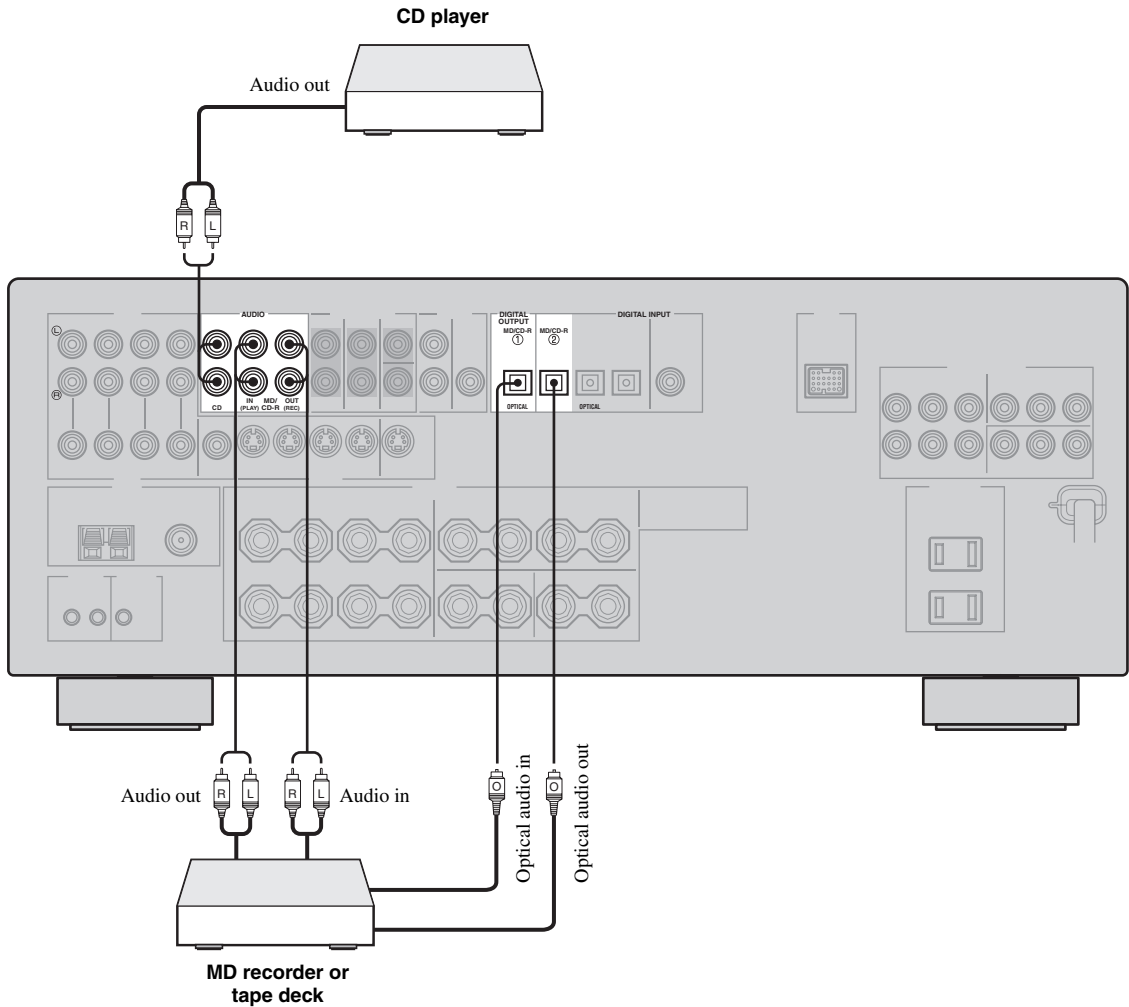 CD player
Audio out
R L
AUDIO
DIGITAL OUTPUT
MD/CD-R
①
MD/CD-R
②
DIGITAL INPUT
L
R
CD
IN (PLAY)
MD/CD-R
OUT (REC)
OPTICAL
OPTICAL
Audio out
R L
R L
Audio in
O
Optical audio in
O
Optical audio out
MD recorder or
tape deck